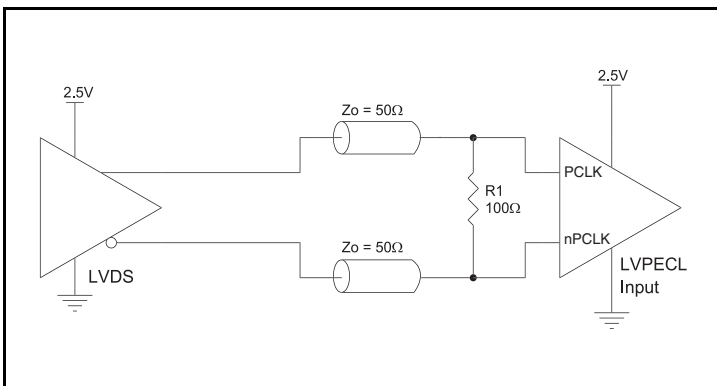 2.5V
2.5V
Zo = 50Ω
PCLK
R1
100Ω
nPCLK
Zo = 50Ω
LVDS
LVPECL
Input